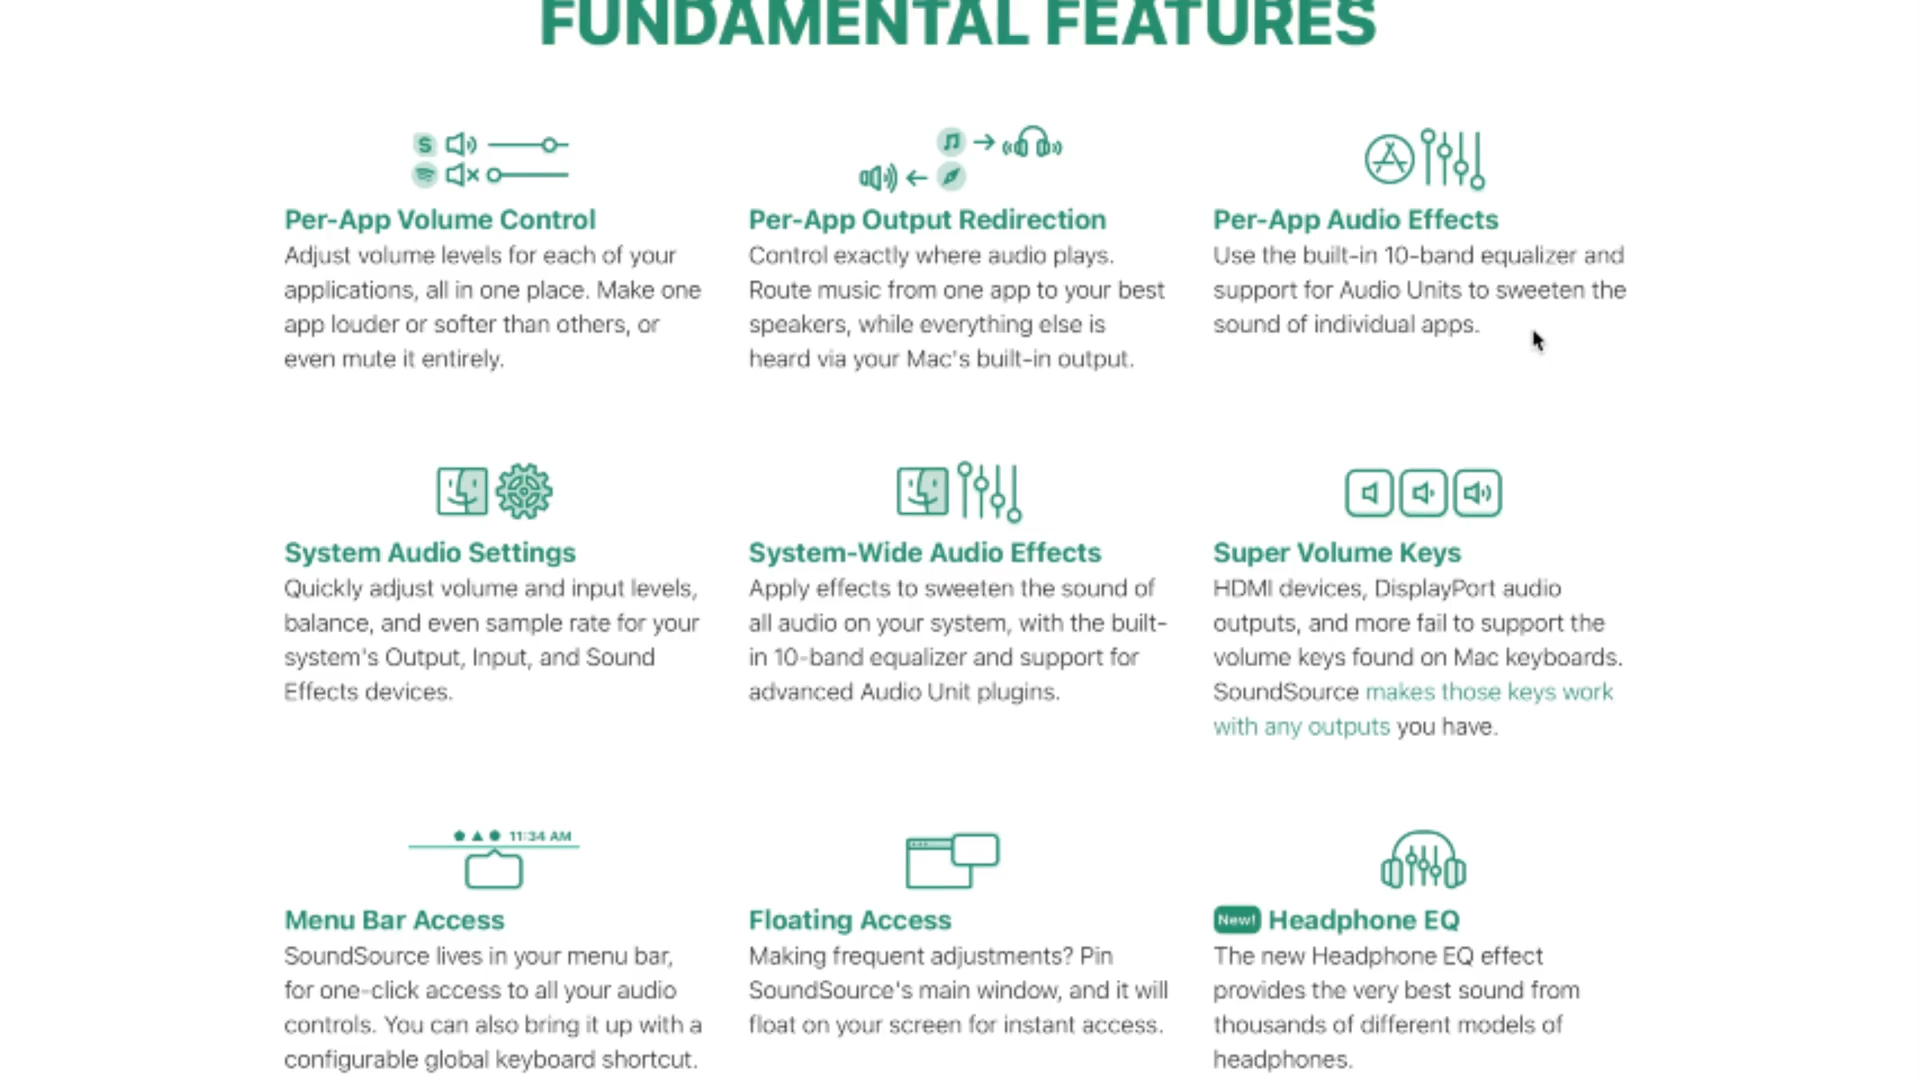 FUNDAMENTAL FEATURES
S
Per-App Volume Control
Adjust volume levels for each of your
applications, all in one place. Make one
app louder or softer than others, or
even mute it entirely.
Per-App Output Redirection
Control exactly where audio plays.
Route music from one app to your best
speakers, while everything else is
heard via your Mac's built-in output.
Per-App Audio Effects
Use the built-in 10-band equalizer and
support for Audio Units to sweeten the
sound of individual apps.
System Audio Settings
Quickly adjust volume and input levels,
balance, and even sample rate for your
system's Output, Input, and Sound
Effects devices.
System-Wide Audio Effects
Apply effects to sweeten the sound of
all audio on your system, with the built-
in 10-band equalizer and support for
advanced Audio Unit plugins.
Super Volume Keys
HDMI devices, DisplayPort audio
outputs, and more fail to support the
volume keys found on Mac keyboards.
SoundSource makes those keys work
with any outputs you have.
11:34 AM
Menu Bar Access
SoundSource lives in your menu bar,
for one-click access to all your audio
controls. You can also bring it up with a
configurable global keyboard shortcut.
Floating Access
Making frequent adjustments? Pin
SoundSource's main window, and it will
float on your screen for instant access.
New! Headphone EQ
The new Headphone EQ effect
provides the very best sound from
thousands of different models of
headphones.